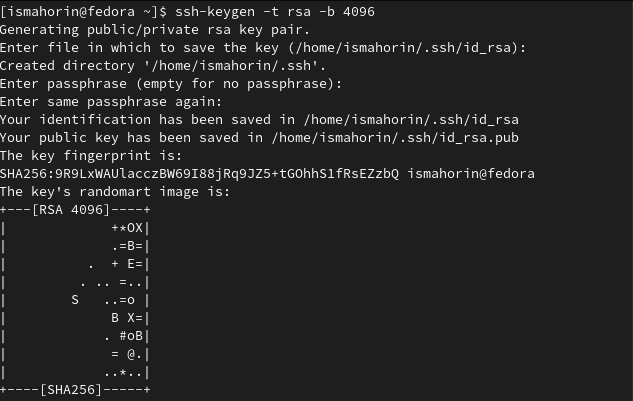 [ismahorin@fedora ~]$ ssh-keygen -t rsa -b 4096
Generating public/private rsa key pair.
Enter file in which to save the key (/home/ismahorin/.ssh/id_rsa):
Created directory '/home/ismahorin/.ssh'.
Enter passphrase (empty for no passphrase):
Enter same passphrase again:
Your identification has been saved in /home/ismahorin/.ssh/id_rsa
Your public key has been saved in /home/ismahorin/.ssh/id_rsa.pub
The key fingerprint is:
SHA256:9R9LxWAUlacczBW69I88jRq9JZ5+tGOhhS1fRsEZzbQ ismahorin@fedora
The key's randomart image is:
+---[RSA 4096]----+
|             +*OX|
|             .=B=|
|          .  + E=|
|         . .. =..|
|        S   ..=o |
|             B X=|
|            . #oB|
|             = @.|
|            ..*..|
+----[SHA256]-----+